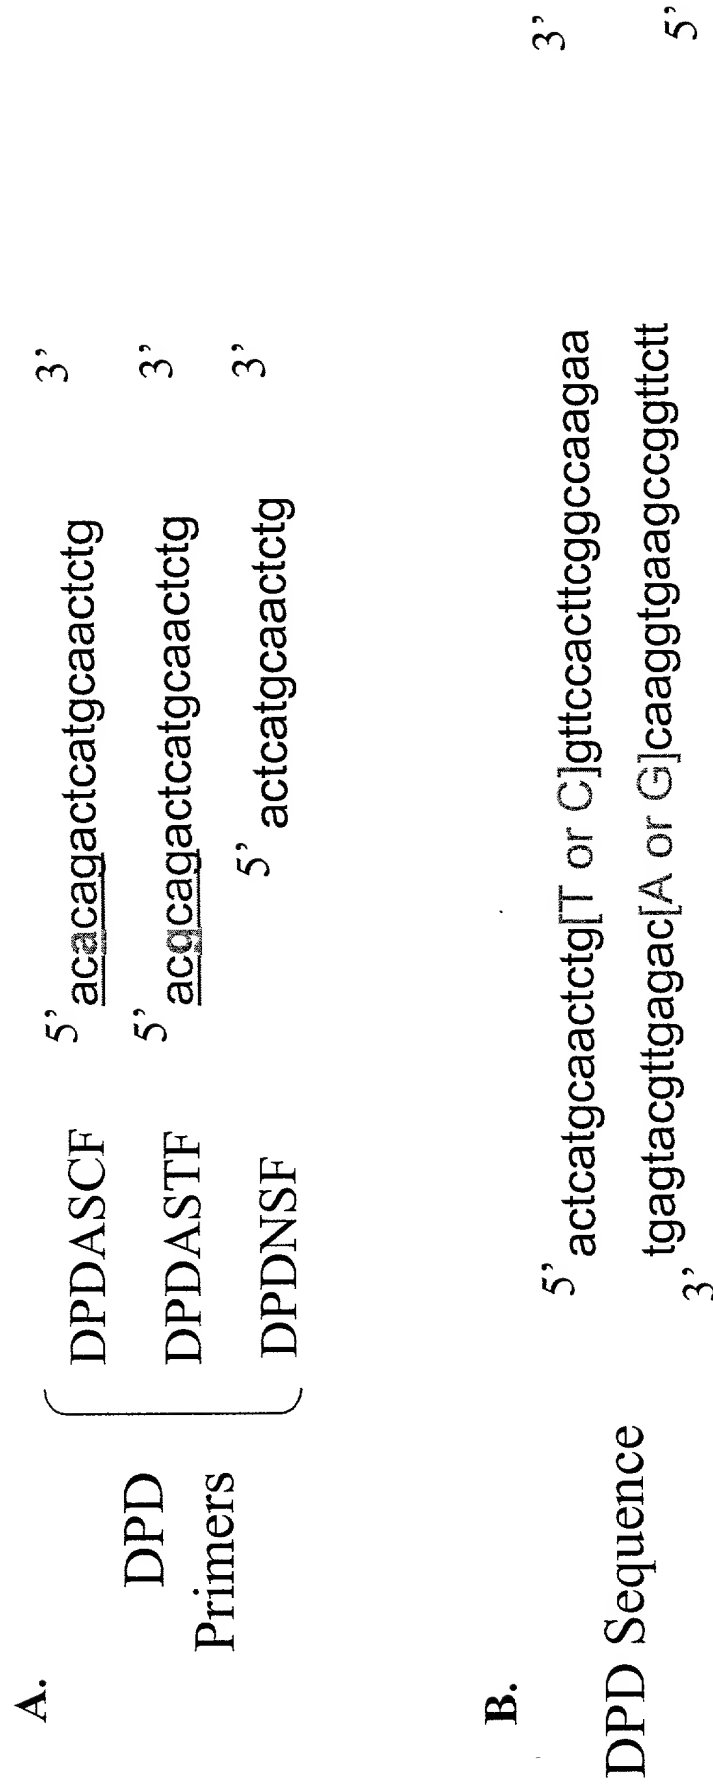 A.
DPD
Primers
DPDASCF 5’ acacagactcatgcaactctg 3’
DPDASTF 5’ acgcagactcatgcaactctg 3’
DPDNSF 5’ actcatgcaactctg 3’
B.
DPD Sequence
5’ actcatgcaactctg[T or C]gttccacttcggccaagaa 3’
3’ tgagtacgttgagac[A or G]caaggtgaagccggttctt 5’